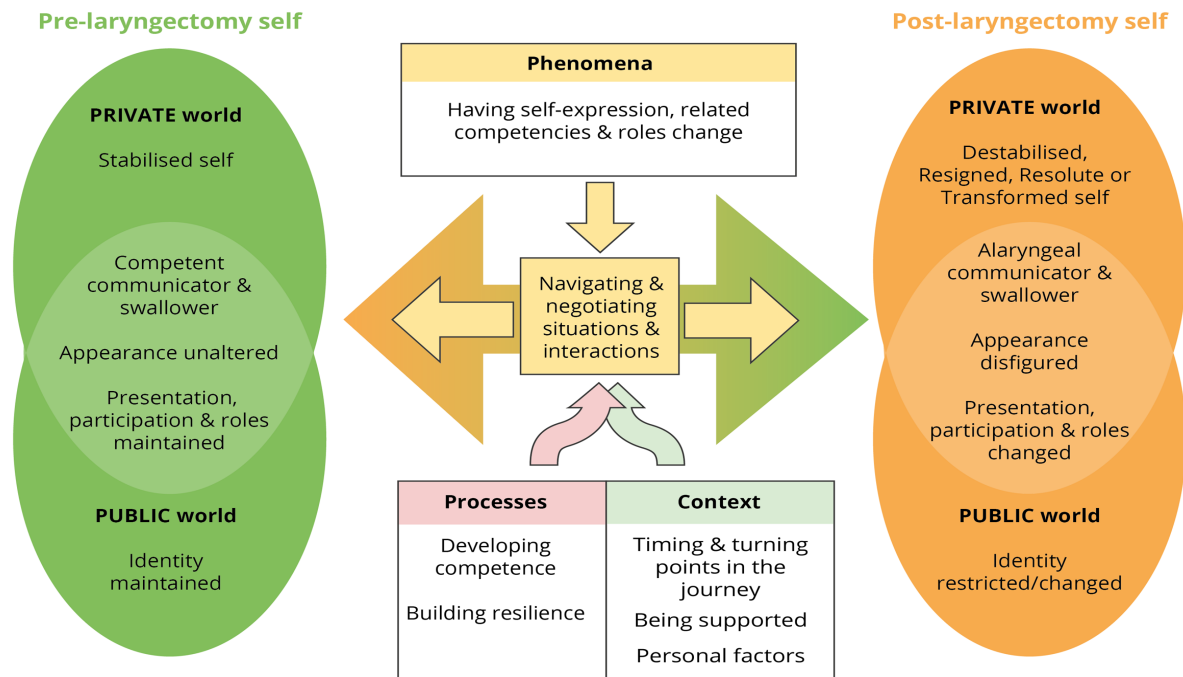 Pre-laryngectomy self
PRIVATE world
Stabilised self
Competent
communicator &
swallower
Appearance unaltered
Presentation,
participation & roles
maintained
PUBLIC world
Identity
maintained
Phenomena
Having self-expression, related
competencies & roles change
Navigating &
negotiating
situations &
interactions
Processes
Developing
competence
Building resilience
Context
Timing & turning
points in the
journey
Being supported
Personal factors
Post-laryngectomy self
PRIVATE world
Destabilised,
Resigned, Resolute or
Transformed self
Alaryngeal
communicator &
swallower
Appearance
disfigured
Presentation,
participation & roles
changed
PUBLIC world
Identity
restricted/changed